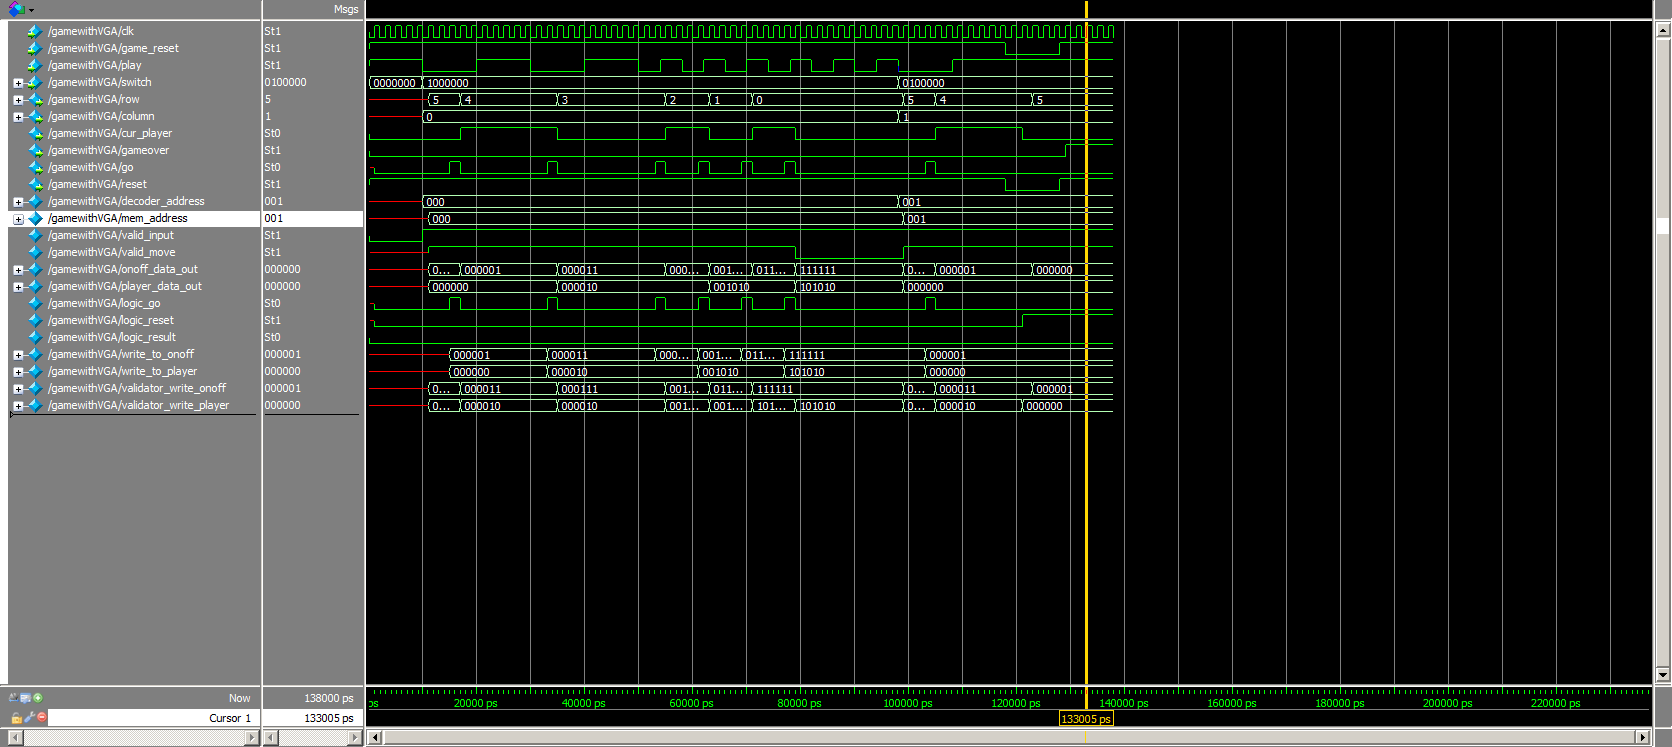 Msgs
/gamewithVGA/clk St1
/gamewithVGA/game_reset St1
/gamewithVGA/play St1
/gamewithVGA/switch 0100000 0000000 1000000 0100000
/gamewithVGA/row 5 5 4 3 2 1 0 5 4 5
/gamewithVGA/column 1 0 1
/gamewithVGA/cur_player St0
/gamewithVGA/gameover St1
/gamewithVGA/go St0
/gamewithVGA/reset St1
/gamewithVGA/decoder_address 001 000 001
/gamewithVGA/mem_address 001 000 001
/gamewithVGA/valid_input St1
/gamewithVGA/valid_move St1
/gamewithVGA/onoff_data_out 000000 0... 000001 000011 000... 001... 011... 111111 0... 000001 000000
/gamewithVGA/player_data_out 000000 000000 000010 001010 101010 000000
/gamewithVGA/logic_go St0
/gamewithVGA/logic_reset St1
/gamewithVGA/logic_result St0
/gamewithVGA/write_to_onoff 000001 000001 000011 000... 001... 011... 111111 000001
/gamewithVGA/write_to_player 000000 000000 000010 001010 101010 000000
/gamewithVGA/validator_write_onoff 000001 0... 000011 000111 001... 011... 111111 0... 000011 000001
/gamewithVGA/validator_write_player 000000 0... 000010 000010 001... 001... 101... 101010 0... 000010 000000
Now 138000 ps ps 20000 ps 40000 ps 60000 ps 80000 ps 100000 ps 120000 ps 140000 ps 160000 ps 180000 ps 200000 ps 220000 ps
Cursor 1 133005 ps 133005 ps